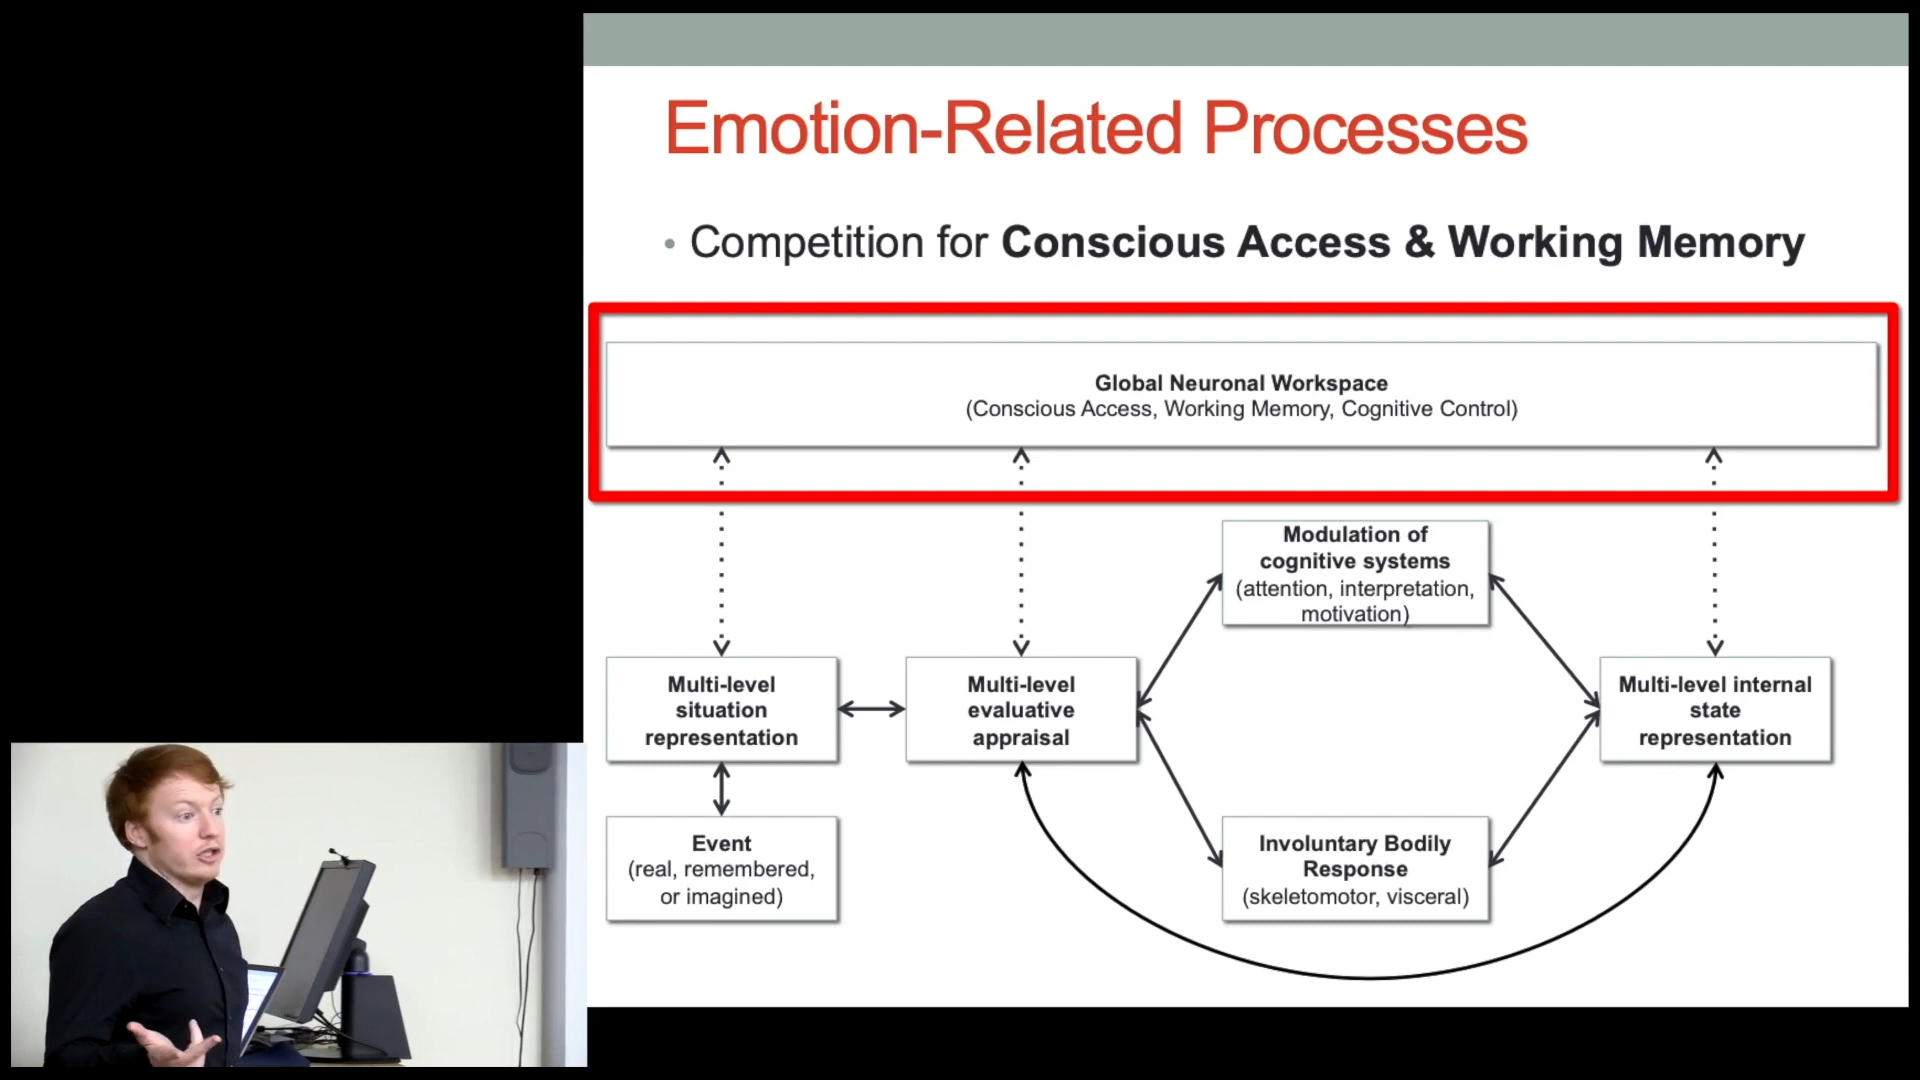 Emotion-Related Processes
• Competition for Conscious Access & Working Memory
Global Neuronal Workspace
(Conscious Access, Working Memory, Cognitive Control)
Modulation of
cognitive systems
(attention, interpretation,
motivation)
Multi-level
situation
representation
Multi-level
evaluative
appraisal
Multi-level internal
state
representation
Event
(real, remembered,
or imagined)
Involuntary Bodily
Response
(skeletomotor, visceral)